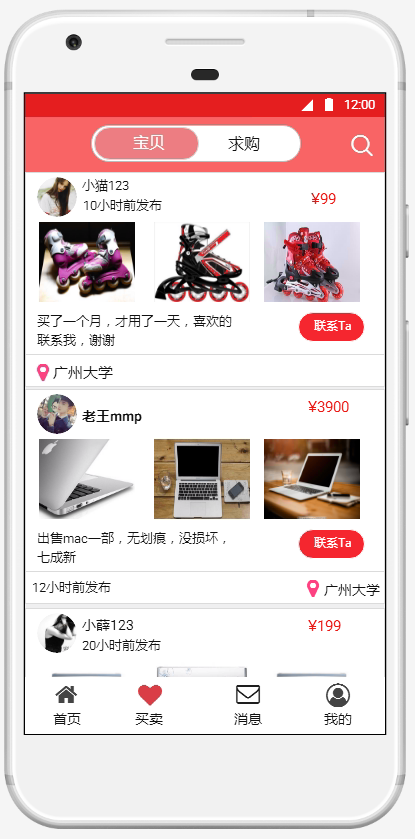 12:00
宝贝 求购
小猫123
10小时前发布
¥99
买了一个月，才用了一天，喜欢的
联系我，谢谢
联系Ta
广州大学
老王mmp
¥3900
出售mac一部，无划痕，没损坏，
七成新
联系Ta
12小时前发布
广州大学
小薛123
20小时前发布
¥199
首页 买卖 消息 我的